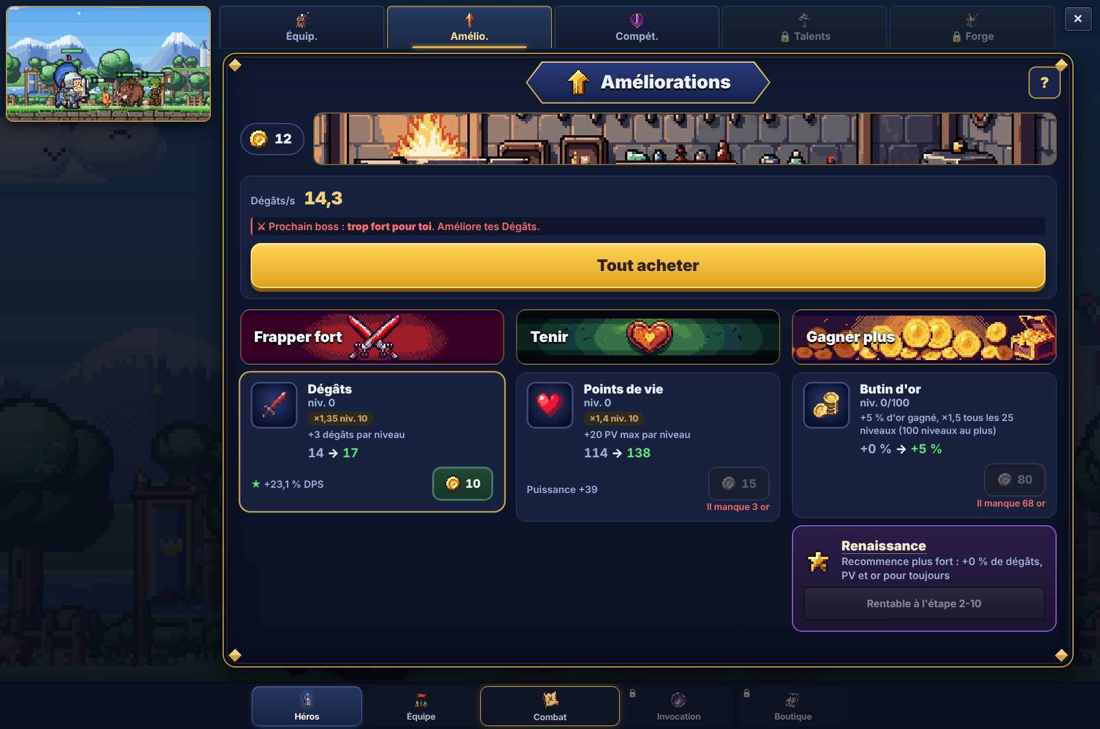 Équip.
Amélio.
Compét.
Talents
Forge
×
Améliorations
?
12
Dégâts/s 14,3
Prochain boss : trop fort pour toi. Améliore tes Dégâts.
Tout acheter
Frapper fort
Tenir
Gagner plus
Dégâts
niv. 0
×1,35 niv. 10
+3 dégâts par niveau
14 → 17
★ +23,1 % DPS
10
Points de vie
niv. 0
×1,4 niv. 10
+20 PV max par niveau
114 → 138
Puissance +39
15
Il manque 3 or
Butin d'or
niv. 0/100
+5 % d'or gagné, ×1,5 tous les 25
niveaux (100 niveaux au plus)
+0 % → +5 %
80
Il manque 68 or
Renaissance
Recommence plus fort : +0 % de dégâts,
PV et or pour toujours
Rentable à l'étape 2-10
Héros
Équipe
Combat
Invocation
Boutique